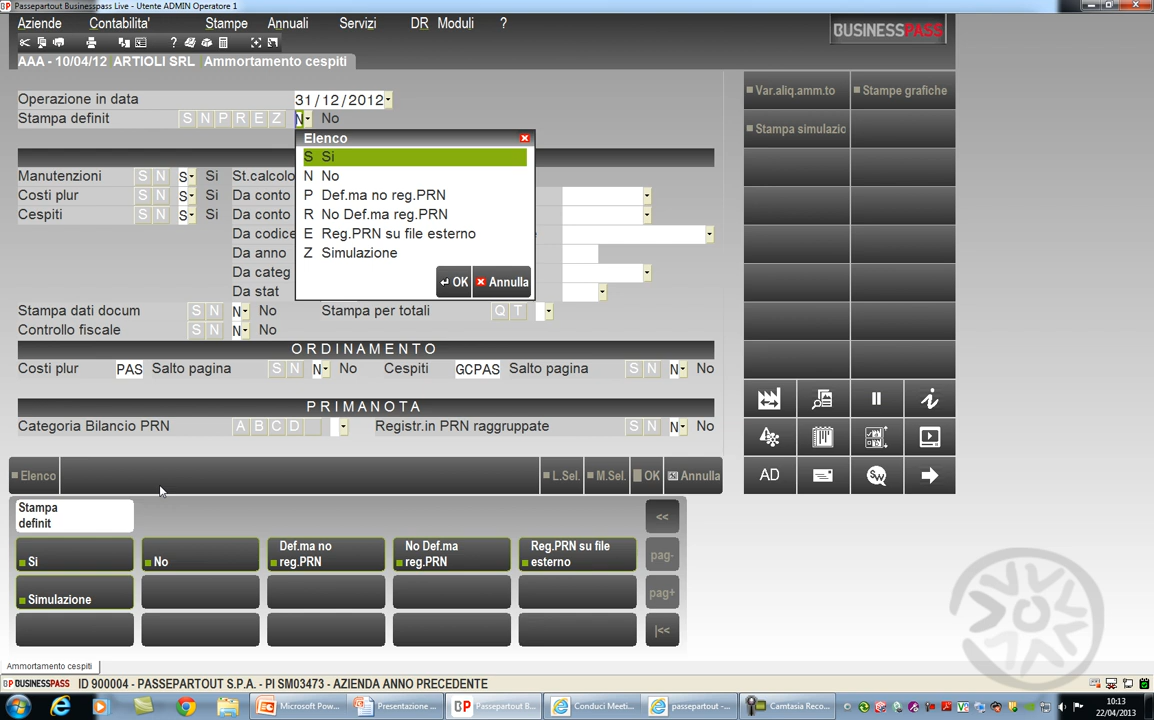 Passepartout Businesspass Live - Utente ADMIN Operatore 1
Aziende Contabilita' Stampe Annuali Servizi DR Moduli ?
BUSINESSPASS
AAA - 10/04/12 ARTIOLI SRL Ammortamento cespiti
Operazione in data 31/12/2012
Stampa definit S N P R E Z N No
Elenco
S Si
N No
P Def.ma no reg.PRN
R No Def.ma reg.PRN
E Reg.PRN su file esterno
Z Simulazione
OK Annulla
Manutenzioni S N S Si St.calcolo
Costi plur S N S Si Da conto
Cespiti S N S Si Da conto
Da codice
Da anno
Da categ
Da stat
Stampa dati docum S N N No Stampa per totali Q T
Controllo fiscale S N N No
ORDINAMENTO
Costi plur PAS Salto pagina S N N No Cespiti GCPAS Salto pagina S N N No
PRIMANOTA
Categoria Bilancio PRN A B C D Registr.in PRN raggruppate S N N No
Elenco L.Sel. M.Sel. OK Annulla
Var.aliq.amm.to Stampe grafiche
Stampa simulazic
AD
Stampa
definit
<<
Si No Def.ma no
reg.PRN
No Def.ma
reg.PRN
Reg.PRN su file
esterno
pag-
Simulazione pag+
|<<
Ammortamento cespiti
BUSINESSPASS ID 900004 - PASSEPARTOUT S.P.A. - PI SM03473 - AZIENDA ANNO PRECEDENTE
Microsoft Pow... Presentazione ... Passepartout B... Conduci Meeti... passepartout -... Camtasia Reco...
10:13
22/04/2013